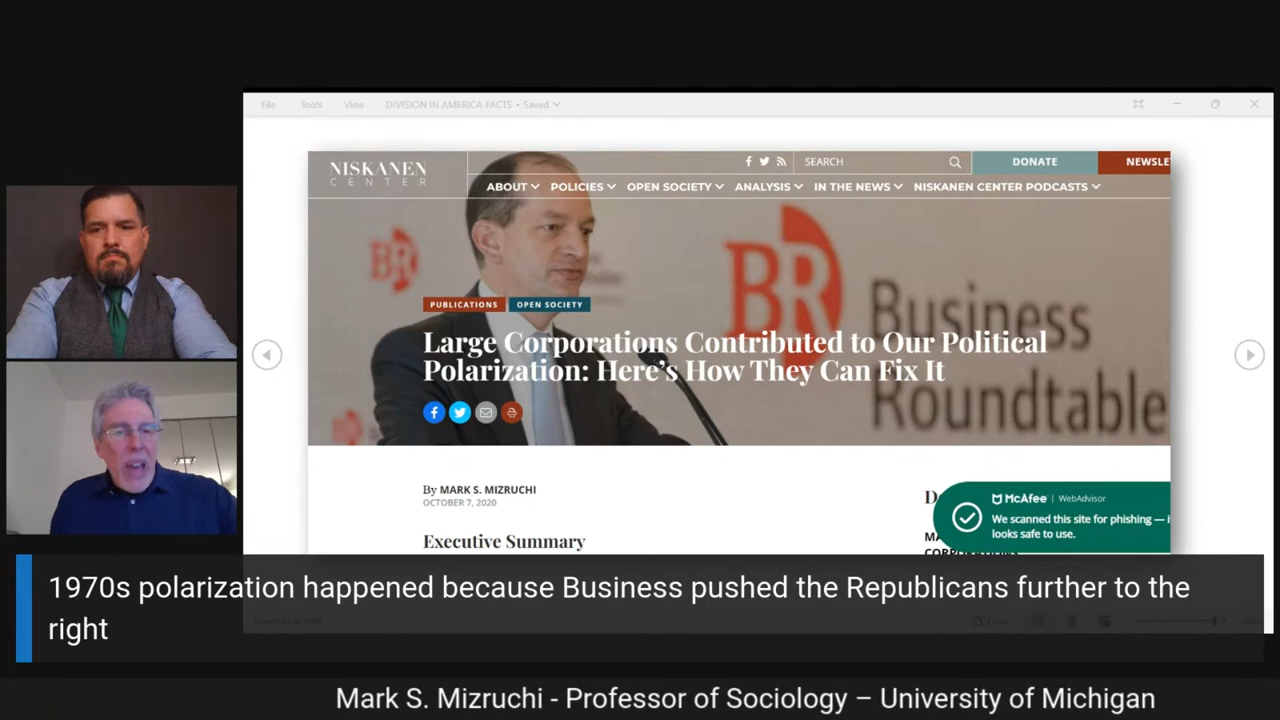 File Tools View DIVISION IN AMERICA FACTS • Saved
NISKANEN
CENTER
SEARCH
DONATE
NEWSLE
ABOUT POLICIES OPEN SOCIETY ANALYSIS IN THE NEWS NISKANEN CENTER PODCASTS
BR
BR
Business
Roundtable
PUBLICATIONS OPEN SOCIETY
Large Corporations Contributed to Our Political
Polarization: Here's How They Can Fix It
By MARK S. MIZRUCHI
OCTOBER 7, 2020
Executive Summary
McAfee | WebAdvisor
We scanned this site for phishing —
looks safe to use.
1970s polarization happened because Business pushed the Republicans further to the
right
Mark S. Mizruchi - Professor of Sociology – University of Michigan